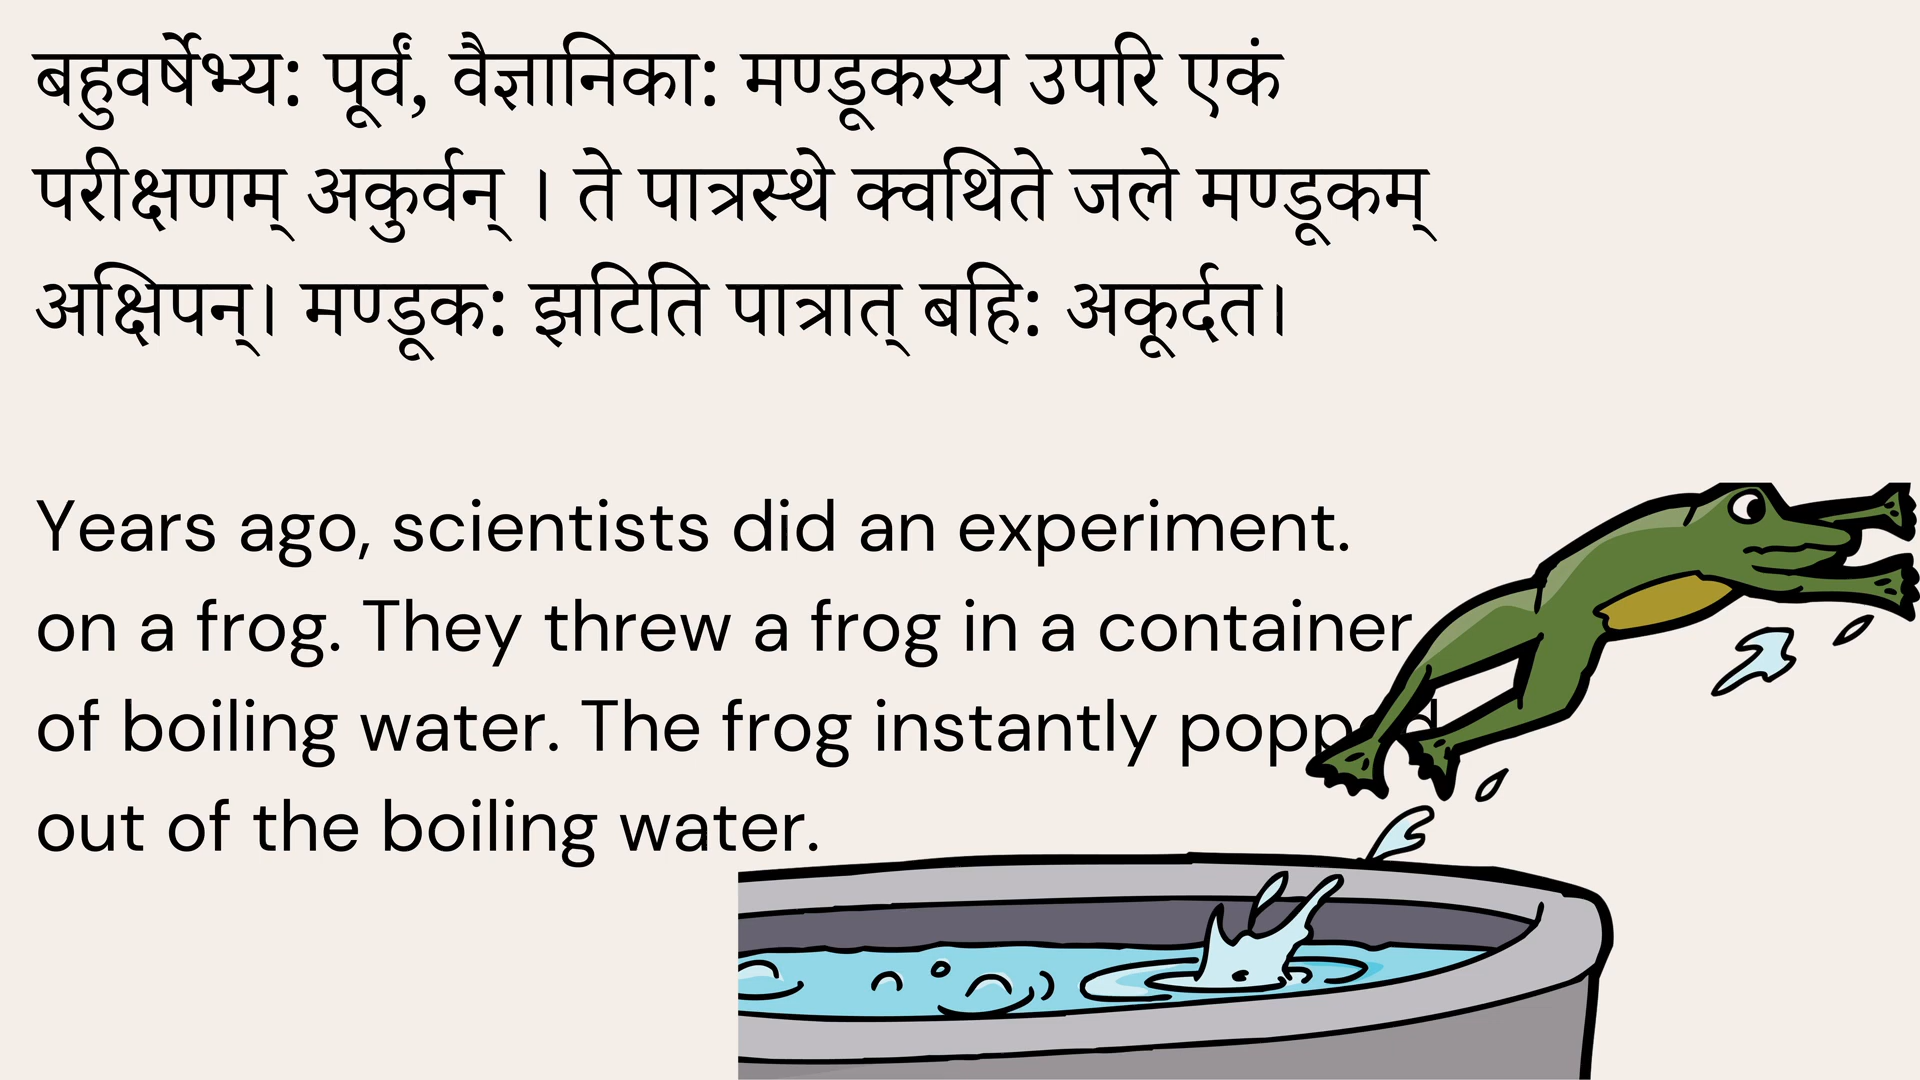 बहुवर्षेभ्य: पूर्वं, वैज्ञानिका: मण्डूकस्य उपरि एकं
परीक्षणम् अकुर्वन् । ते पात्रस्थे क्वथिते जले मण्डूकम्
अक्षिपन्। मण्डूक: झटिति पात्रात् बहि: अकूर्दत।
Years ago, scientists did an experiment.
on a frog. They threw a frog in a container
of boiling water. The frog instantly popped
out of the boiling water.